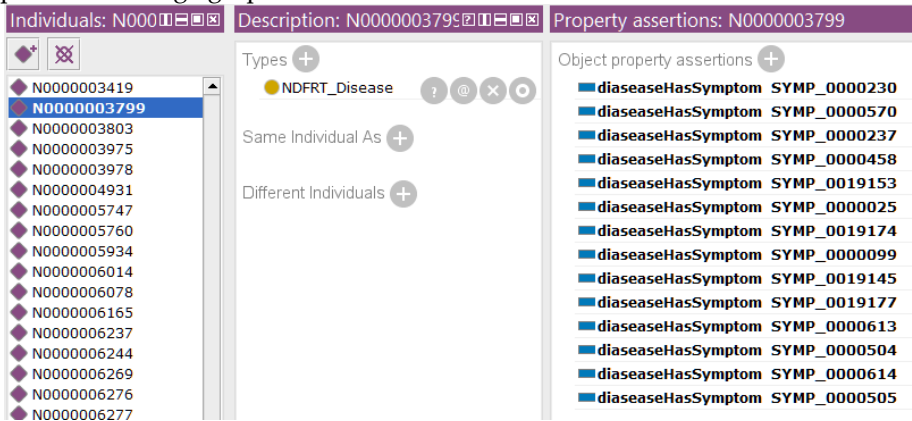 Individuals: N000
N0000003419
N0000003799
N0000003803
N0000003975
N0000003978
N0000004931
N0000005747
N0000005760
N0000005934
N0000006014
N0000006078
N0000006165
N0000006237
N0000006244
N0000006269
N0000006276
N0000006277
Description: N0000003799
Types
NDFRT_Disease
Same Individual As
Different Individuals
Property assertions: N0000003799
Object property assertions
diaseaseHasSymptom SYMP_0000230
diaseaseHasSymptom SYMP_0000570
diaseaseHasSymptom SYMP_0000237
diaseaseHasSymptom SYMP_0000458
diaseaseHasSymptom SYMP_0019153
diaseaseHasSymptom SYMP_0000025
diaseaseHasSymptom SYMP_0019174
diaseaseHasSymptom SYMP_0000099
diaseaseHasSymptom SYMP_0019145
diaseaseHasSymptom SYMP_0019177
diaseaseHasSymptom SYMP_0000613
diaseaseHasSymptom SYMP_0000504
diaseaseHasSymptom SYMP_0000614
diaseaseHasSymptom SYMP_0000505